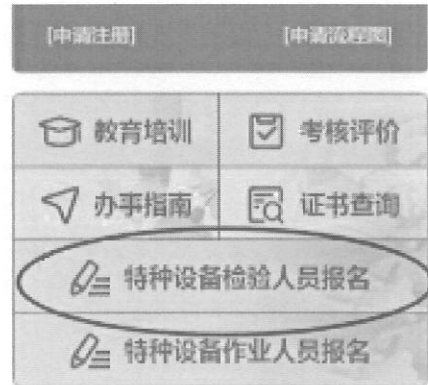 [申请注册] [申请流程图]
教育培训 考核评价
办事指南 证书查询
特种设备检验人员报名
特种设备作业人员报名